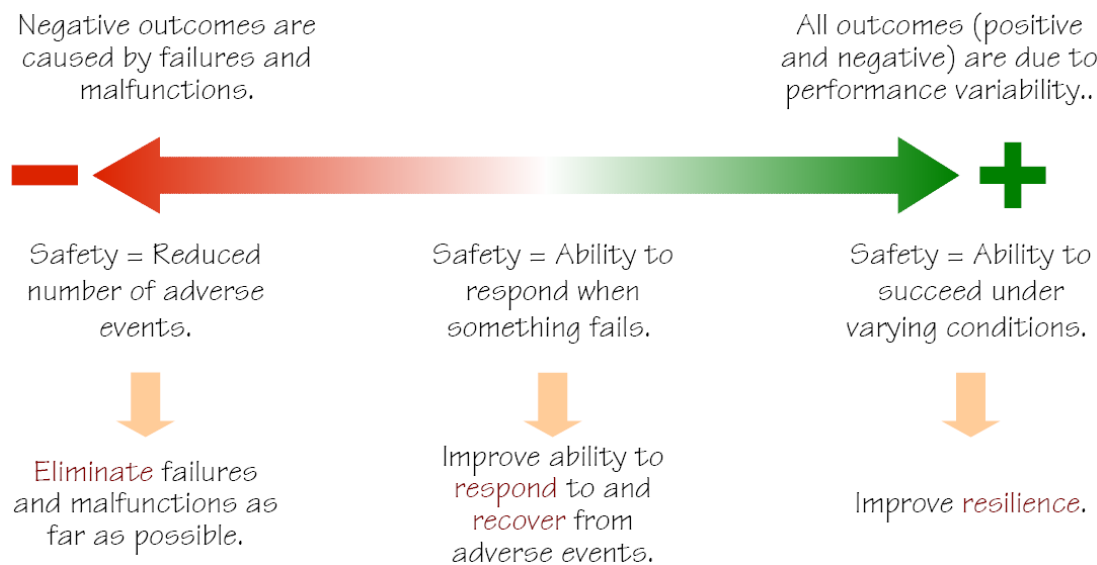 Negative outcomes are
caused by failures and
malfunctions.
All outcomes (positive
and negative) are due to
performance variability..
Safety = Reduced
number of adverse
events.
Safety = Ability to
respond when
something fails.
Safety = Ability to
succeed under
varying conditions.
Eliminate failures
and malfunctions as
far as possible.
Improve ability to
respond to and
recover from
adverse events.
Improve resilience.